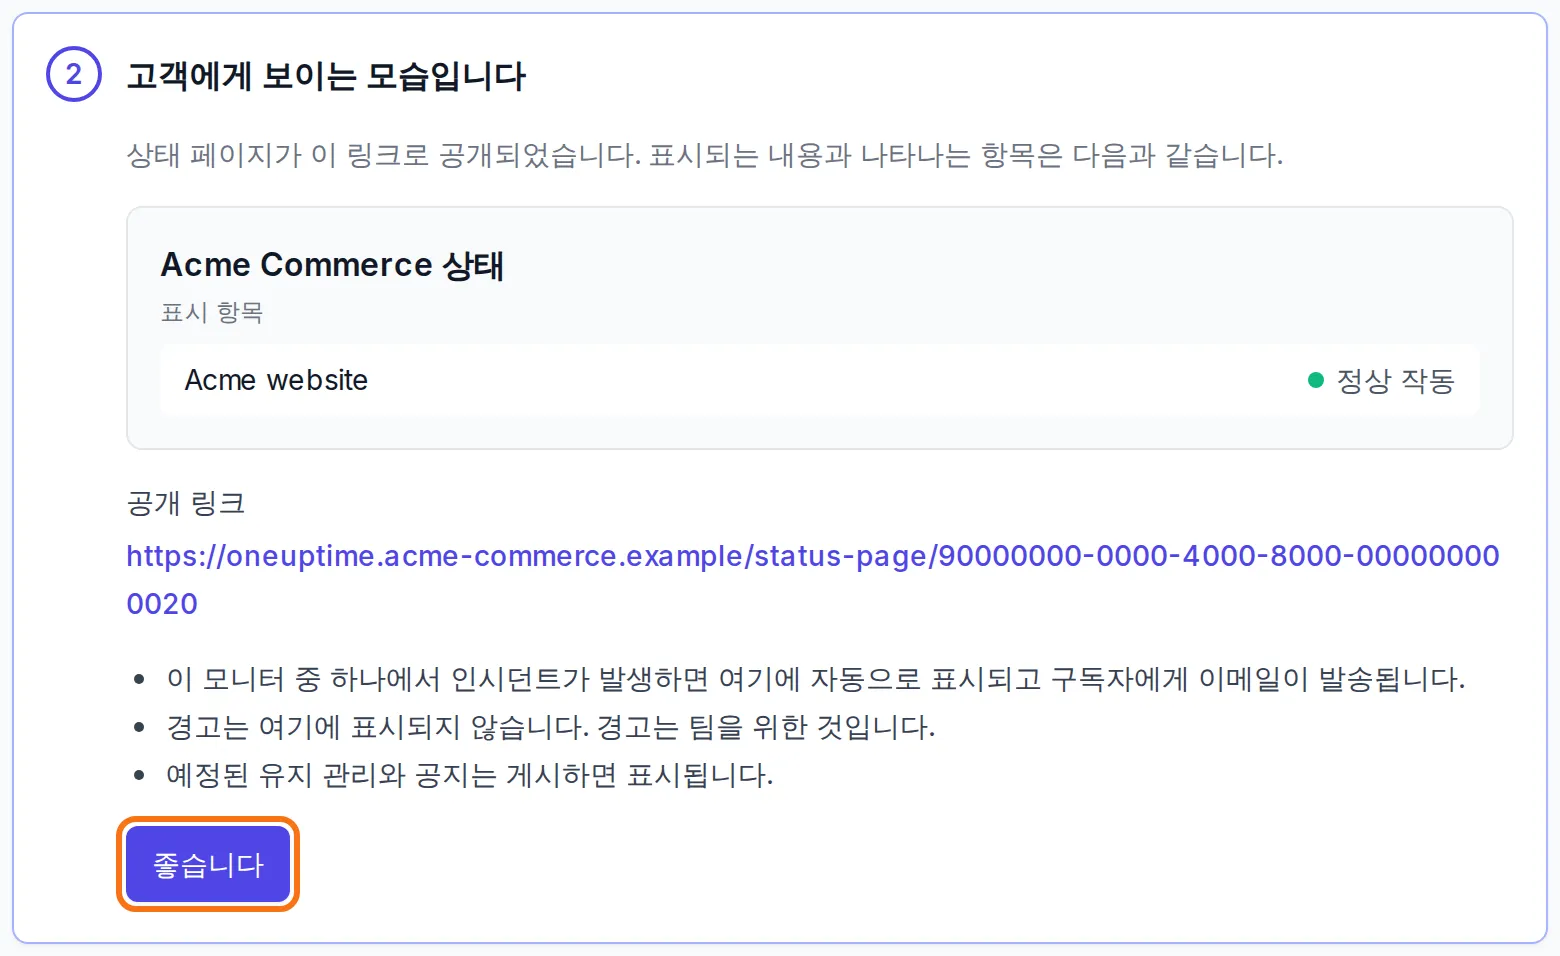 2
고객에게 보이는 모습입니다
상태 페이지가 이 링크로 공개되었습니다. 표시되는 내용과 나타나는 항목은 다음과 같습니다.
Acme Commerce 상태
표시 항목
Acme website
정상 작동
공개 링크
https://oneuptime.acme-commerce.example/status-page/90000000-0000-4000-8000-00000000
0020
이 모니터 중 하나에서 인시던트가 발생하면 여기에 자동으로 표시되고 구독자에게 이메일이 발송됩니다.
경고는 여기에 표시되지 않습니다. 경고는 팀을 위한 것입니다.
예정된 유지 관리와 공지는 게시하면 표시됩니다.
좋습니다